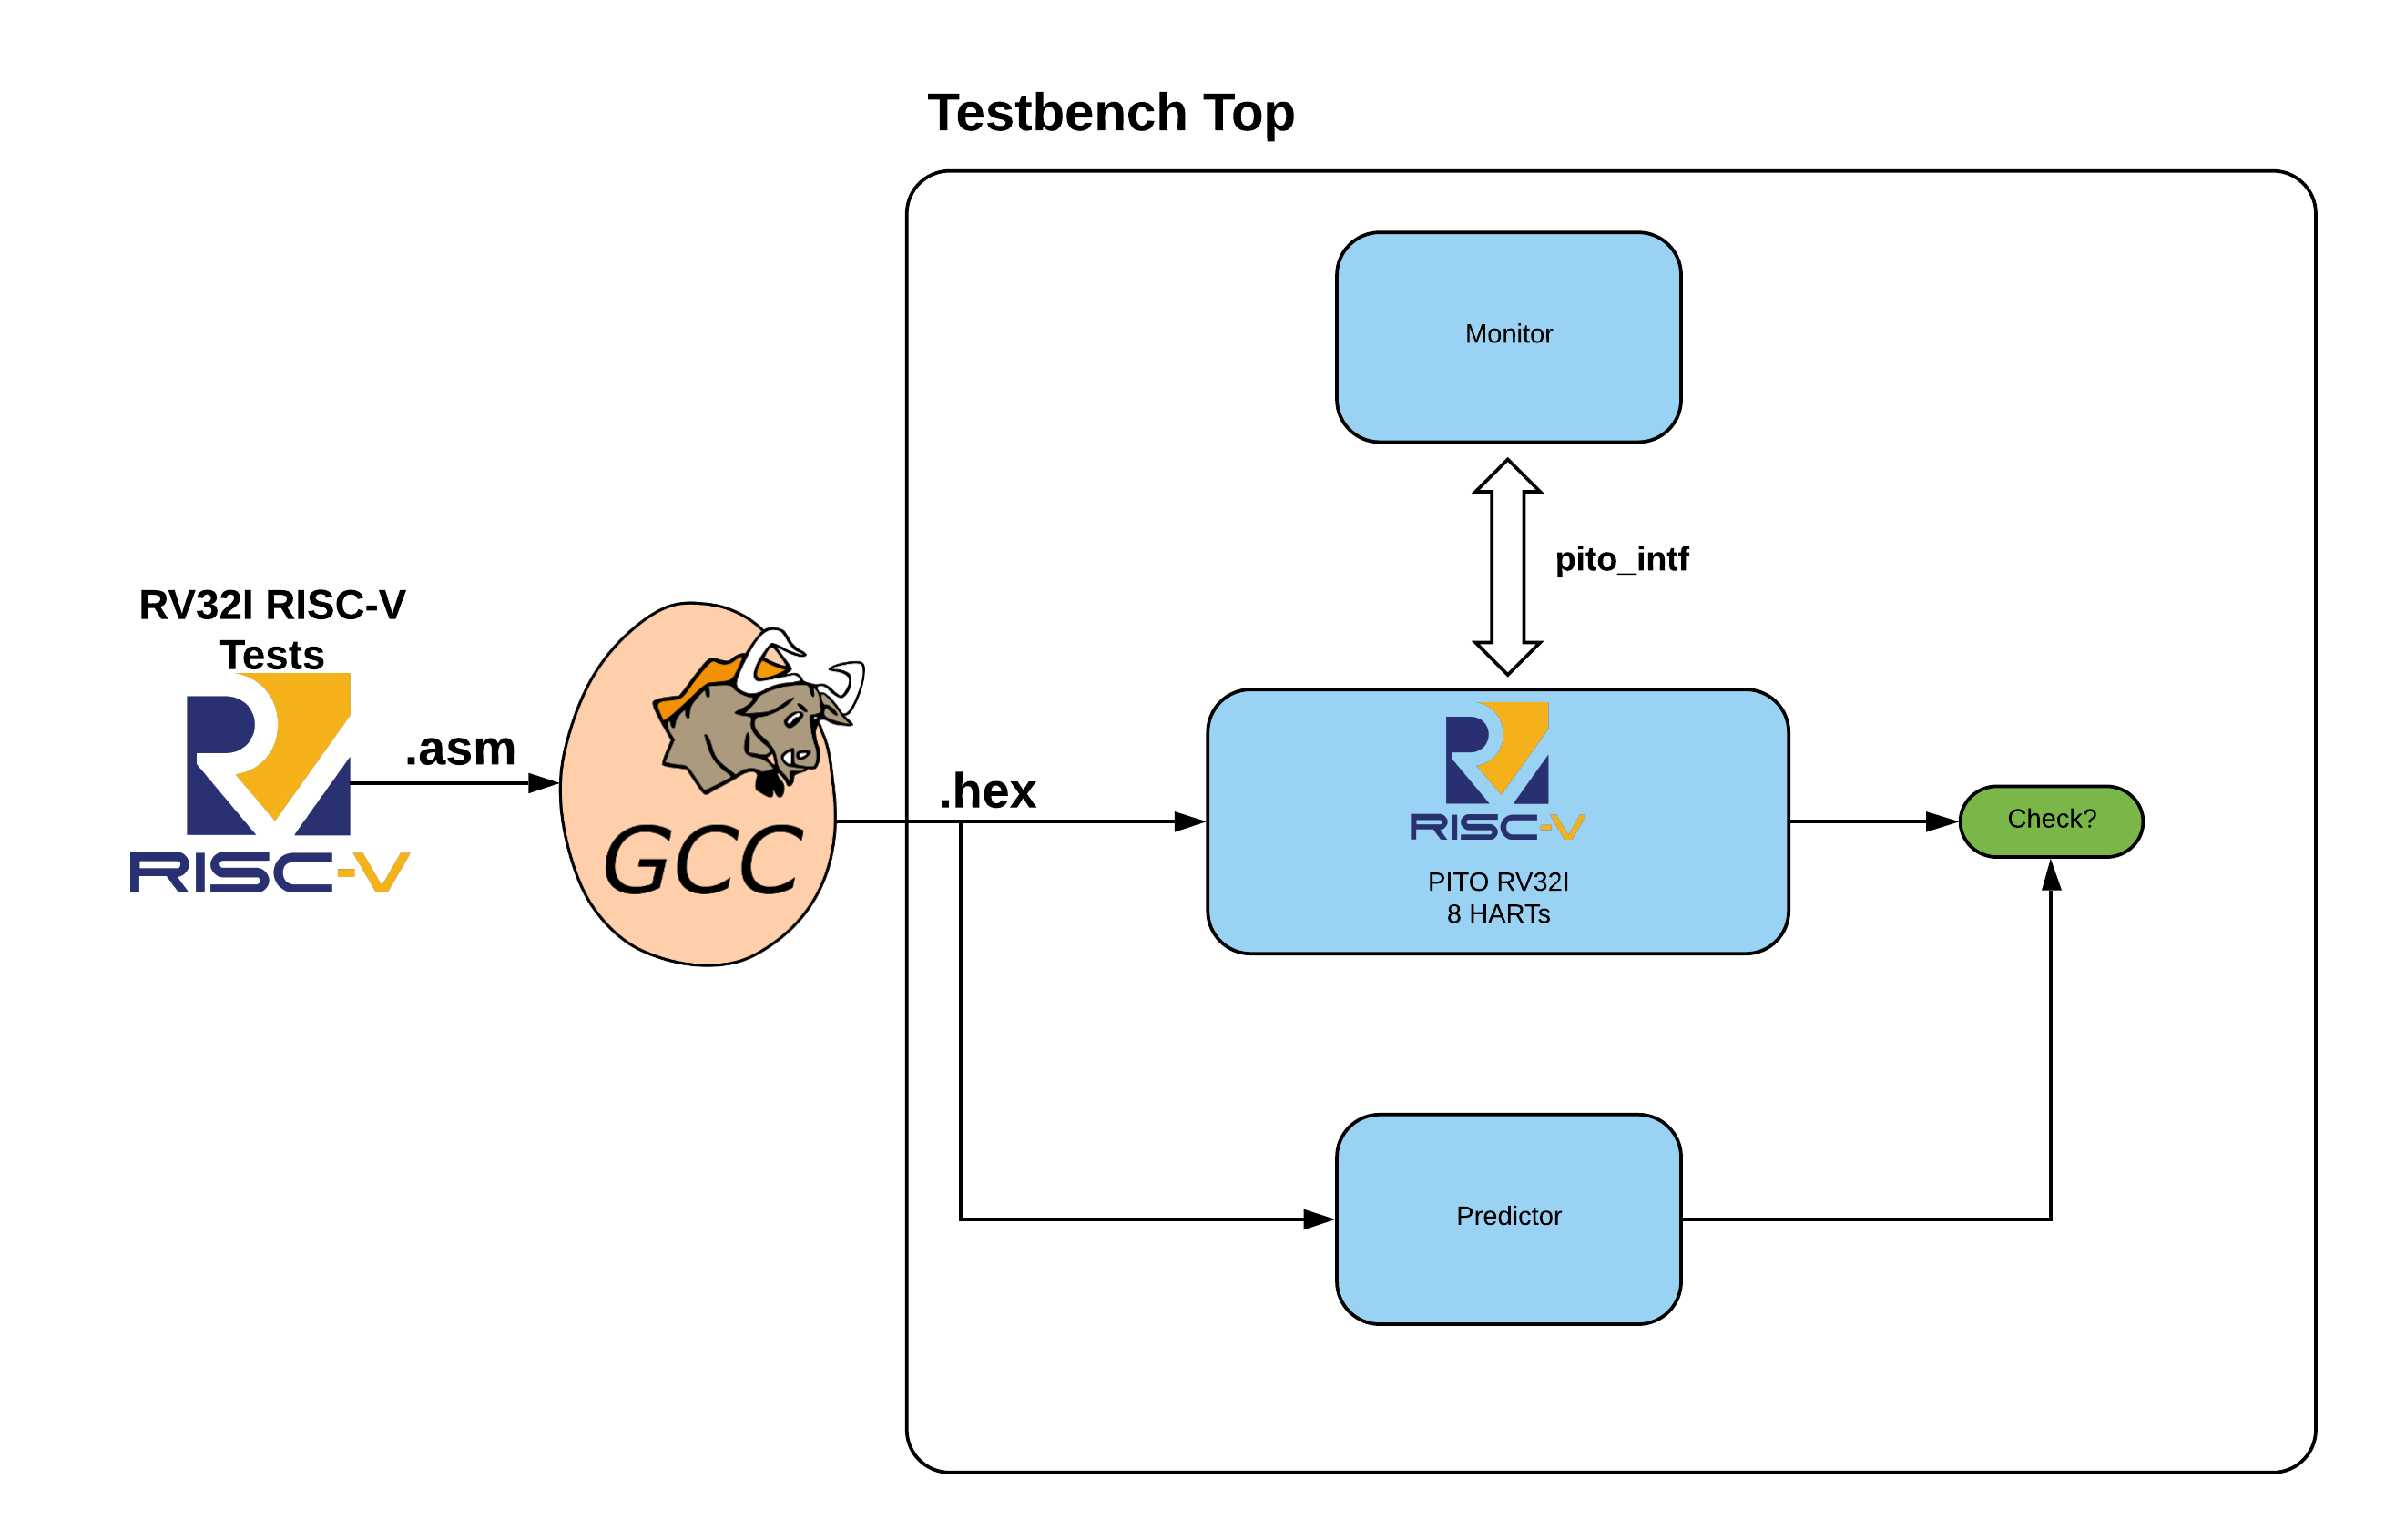 Testbench Top
Monitor
pito_intf
RV32I RISC-V
Tests
RISC-V
.asm
GCC
.hex
RISC-V
PITO RV32I
8 HARTs
Check?
Predictor